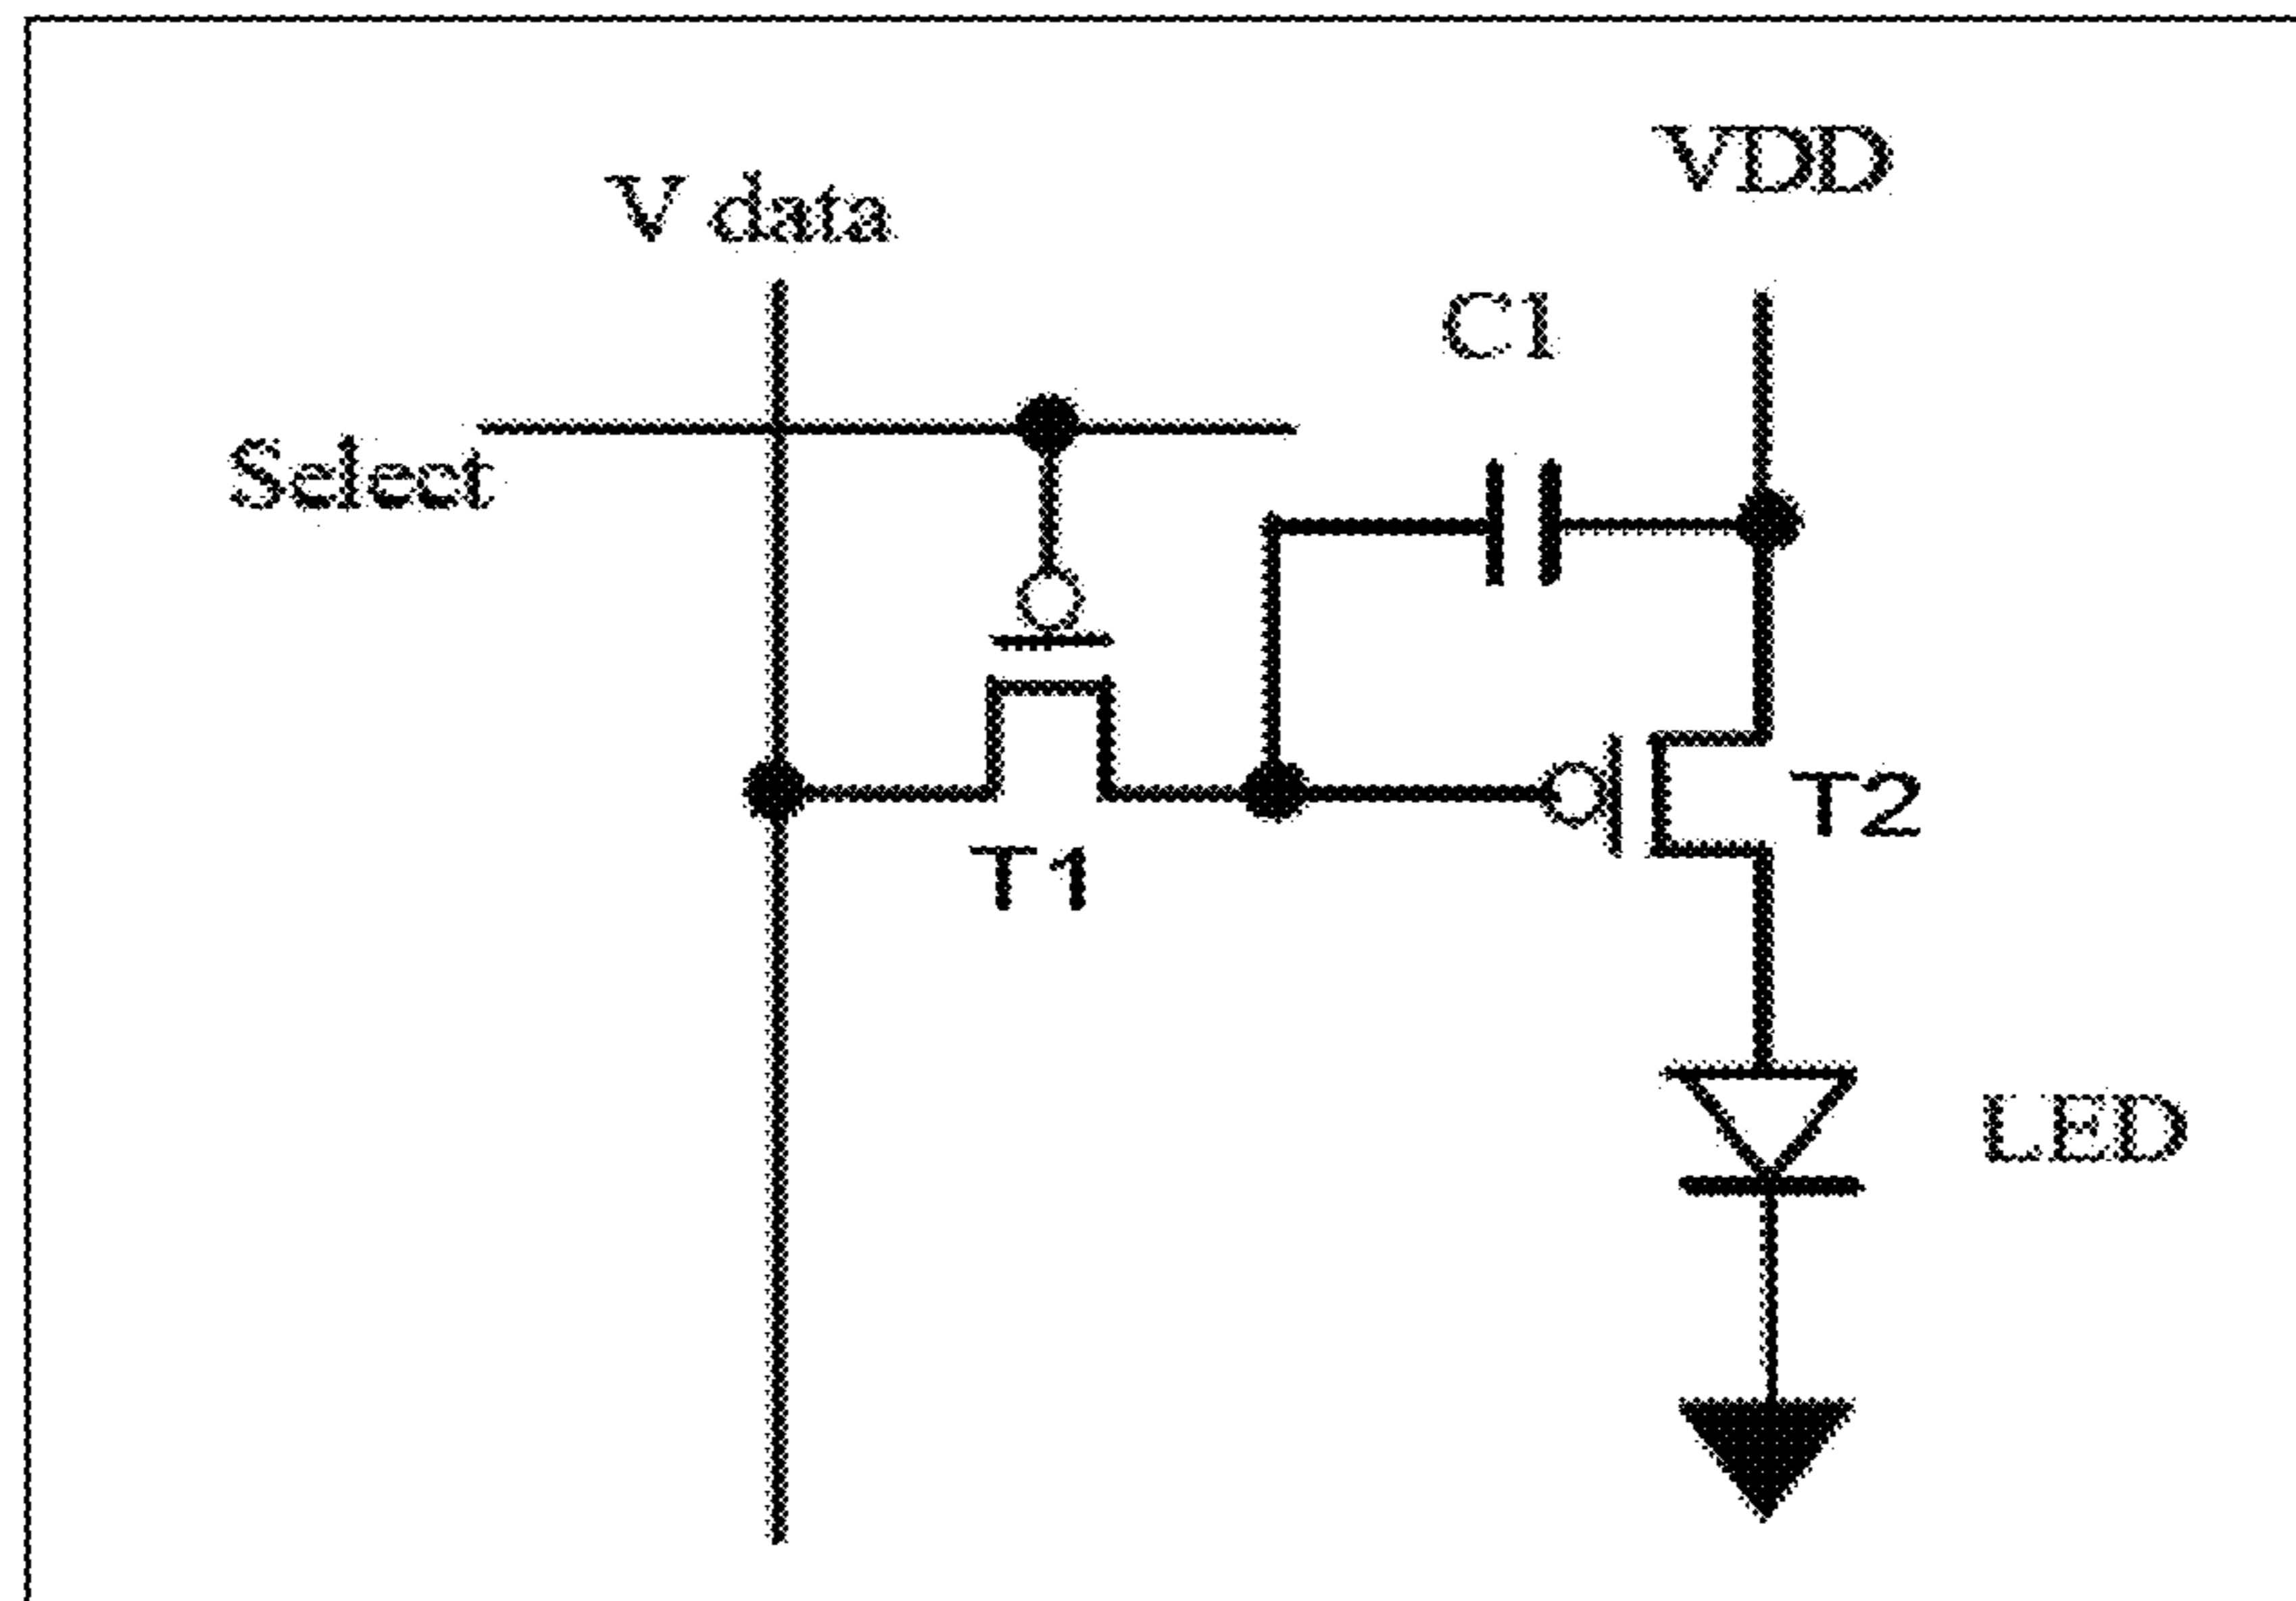 VDD
V data
C1
Select
T2
T1
LED